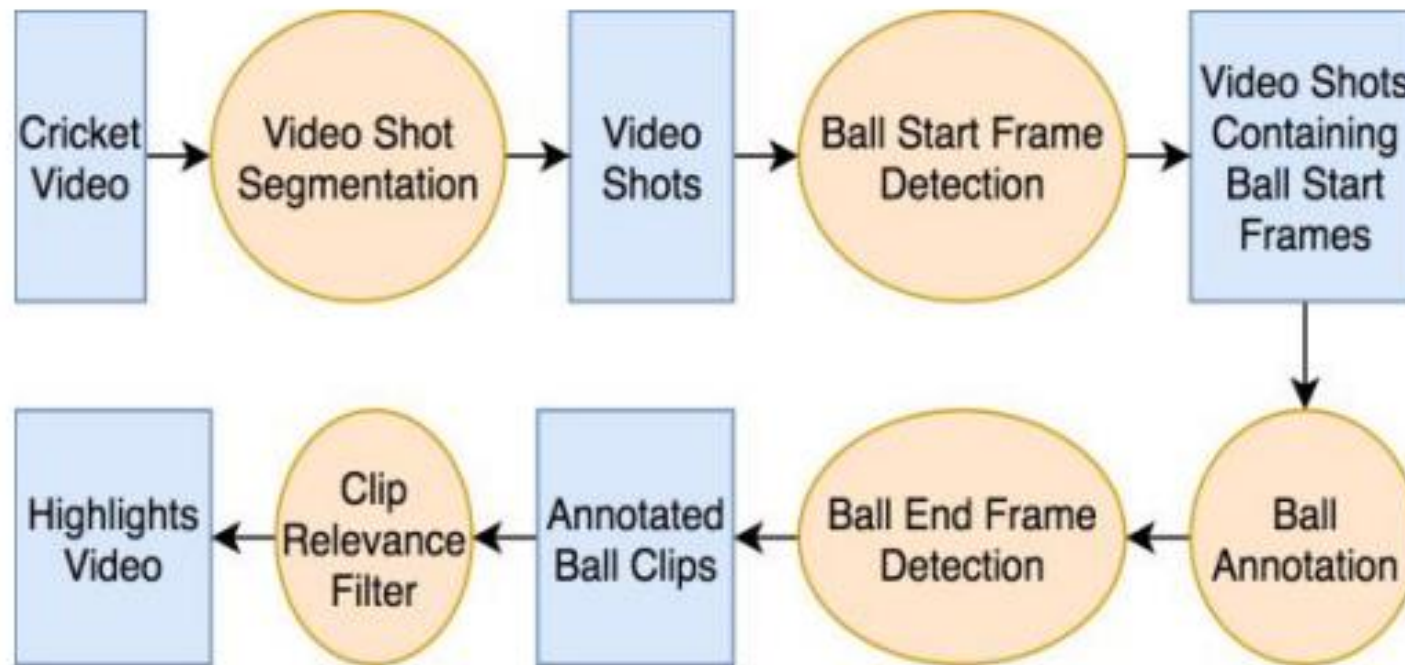 Cricket
Video
Video Shot
Segmentation
Video
Shots
Ball Start Frame
Detection
Video Shots
Containing
Ball Start
Frames
Highlights
Video
Clip
Relevance
Filter
Annotated
Ball Clips
Ball End Frame
Detection
Ball
Annotation